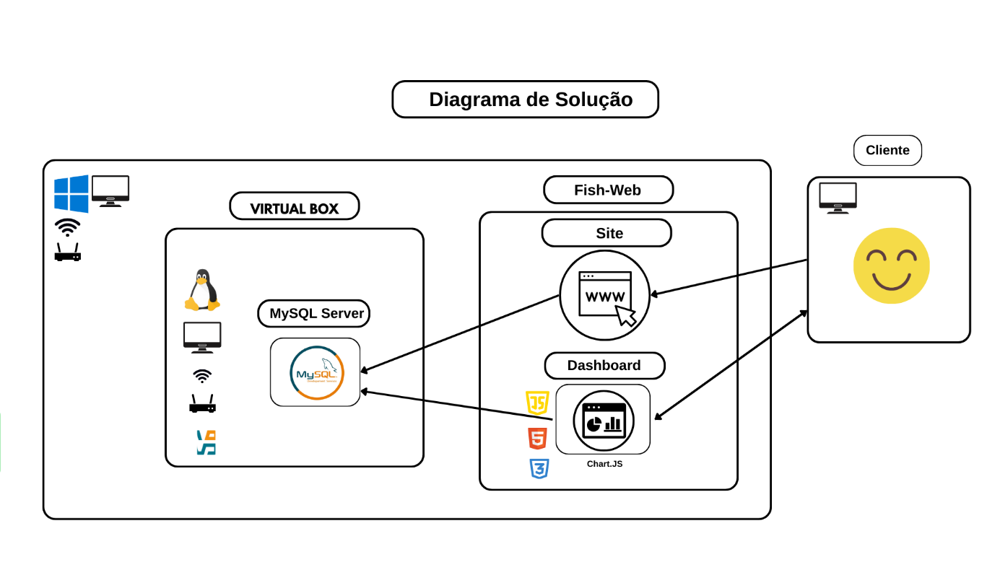 Diagrama de Solução
Cliente
Fish-Web
VIRTUAL BOX
Site
WWW
MySQL Server
MySQL
Dashboard
JS
5
3
Chart.JS